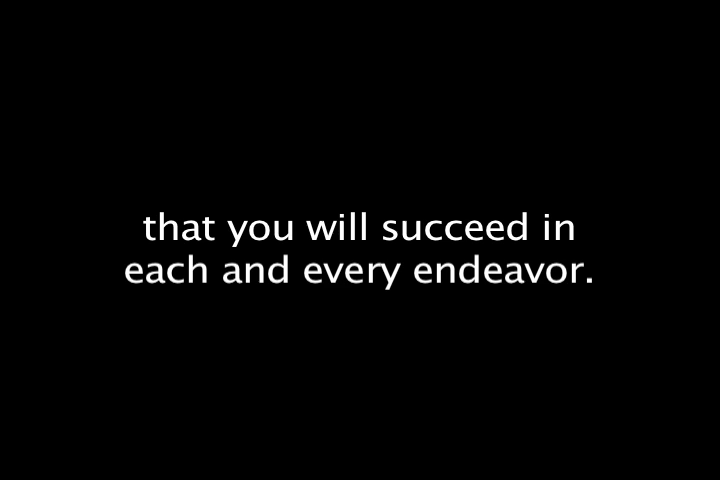 that you will succeed in
each and every endeavor.